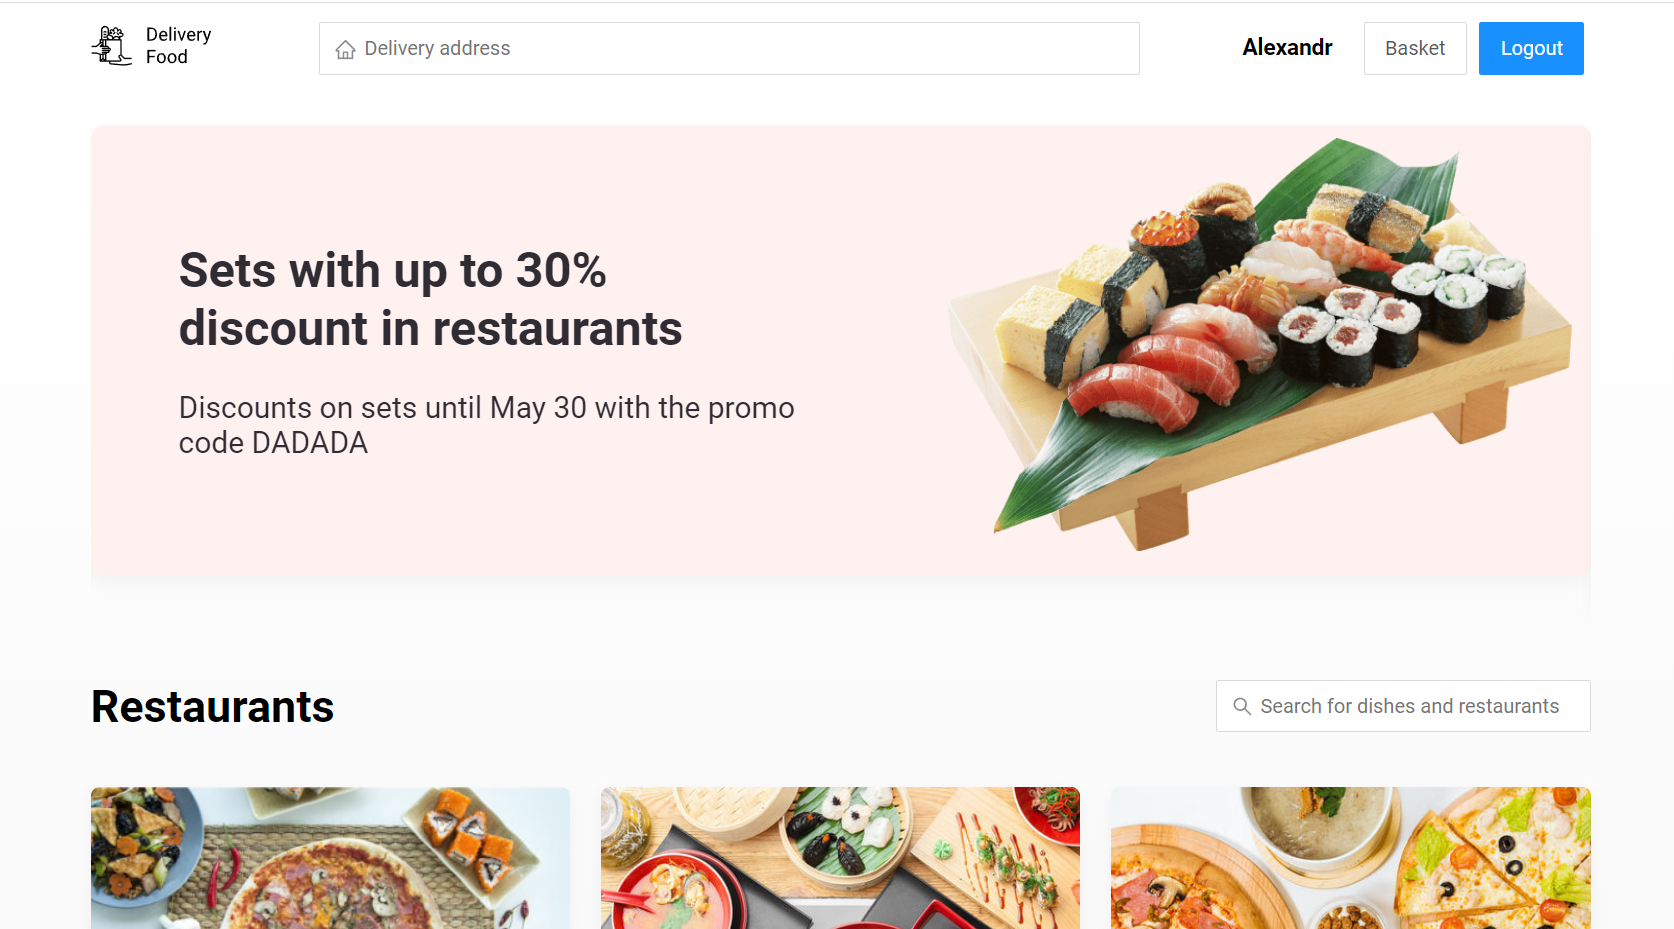 Delivery
Food
Delivery address
Alexandr
Basket
Logout
Sets with up to 30%
discount in restaurants
Discounts on sets until May 30 with the promo
code DADADA
Restaurants
Search for dishes and restaurants